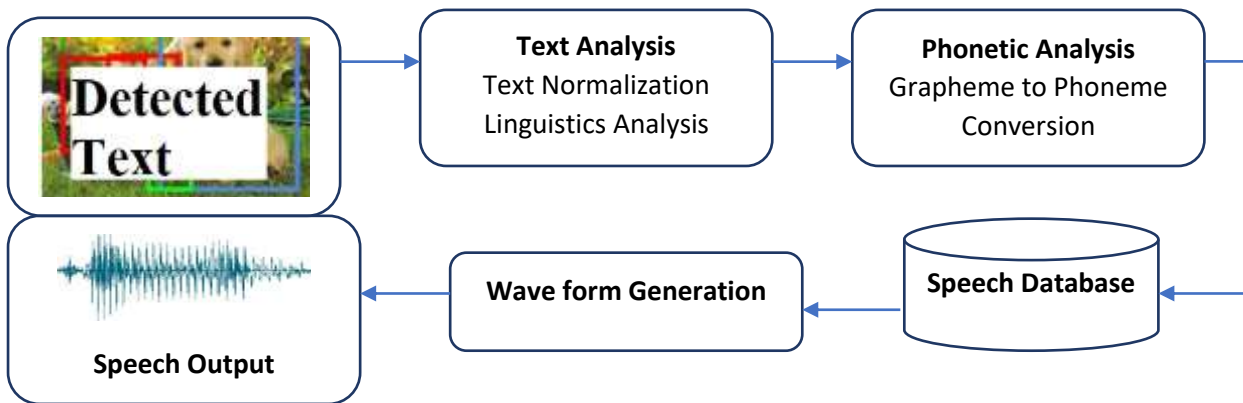 Detected
Text
Text Analysis
Text Normalization
Linguistics Analysis
Phonetic Analysis
Grapheme to Phoneme
Conversion
Speech Database
Wave form Generation
Speech Output